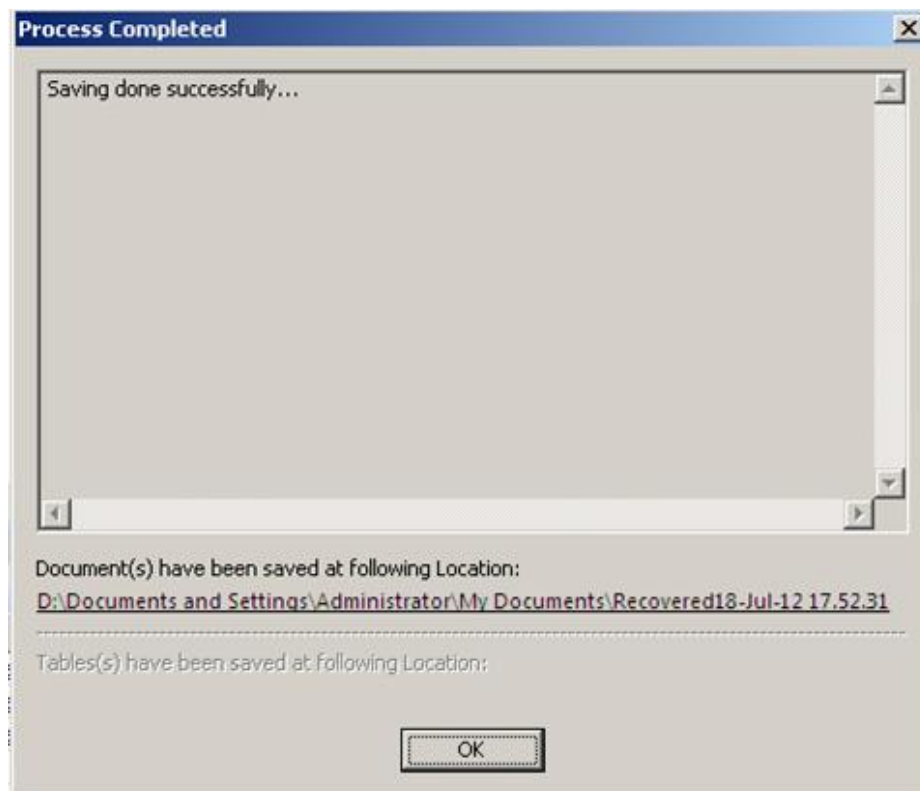 Process Completed
Saving done successfully...
Document(s) have been saved at following Location:
D:\Documents and Settings\Administrator\My Documents\Recovered18-Jul-12 17.52.31
Tables(s) have been saved at following Location:
OK